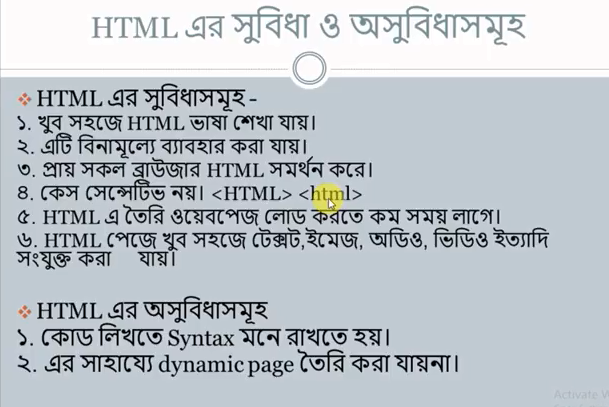 HTML এর সুবিধা ও অসুবিধাসমূহ
❖ HTML এর সুবিধাসমূহ -
১. খুব সহজে HTML ভাষা শেখা যায়।
২. এটি বিনামূল্যে ব্যাবহার করা যায়।
৩. প্রায় সকল ব্রাউজার HTML সমর্থন করে।
৪. কেস সেন্সেটিভ নয়। <HTML> <html>
৫. HTML এ তৈরি ওয়েবপেজ লোড করতে কম সময় লাগে।
৬. HTML পেজে খুব সহজে টেক্সট,ইমেজ, অডিও, ভিডিও ইত্যাদি
সংযুক্ত করা যায়।
❖ HTML এর অসুবিধাসমূহ
১. কোড লিখতে Syntax মনে রাখতে হয়।
২. এর সাহায্যে dynamic page তৈরি করা যায়না।
Activate W